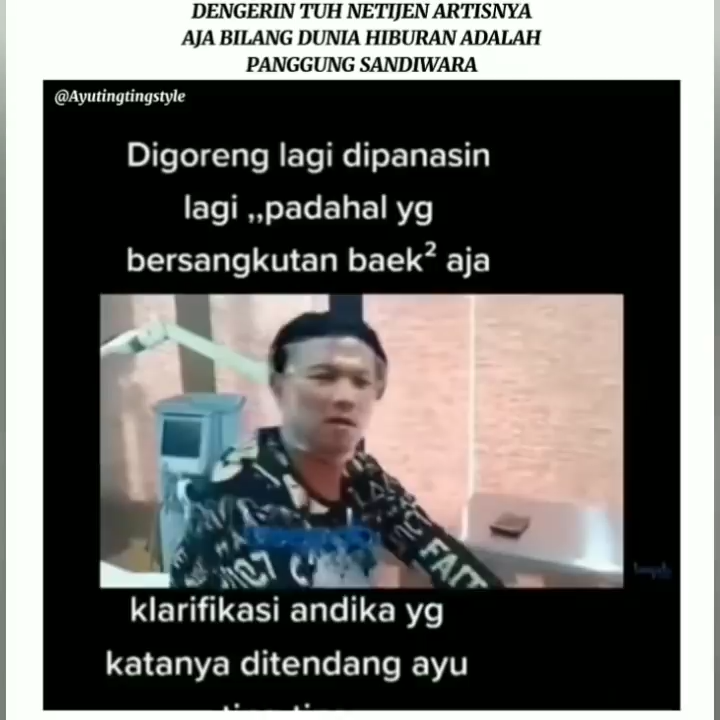 DENGERIN TUH NETIJEN ARTISNYA
AJA BILANG DUNIA HIBURAN ADALAH
PANGGUNG SANDIWARA
@Ayutingtingstyle
Digoreng lagi dipanasin
lagi ,,padahal yg
bersangkutan baek² aja
FAIT
klarifikasi andika yg
katanya ditendang ayu